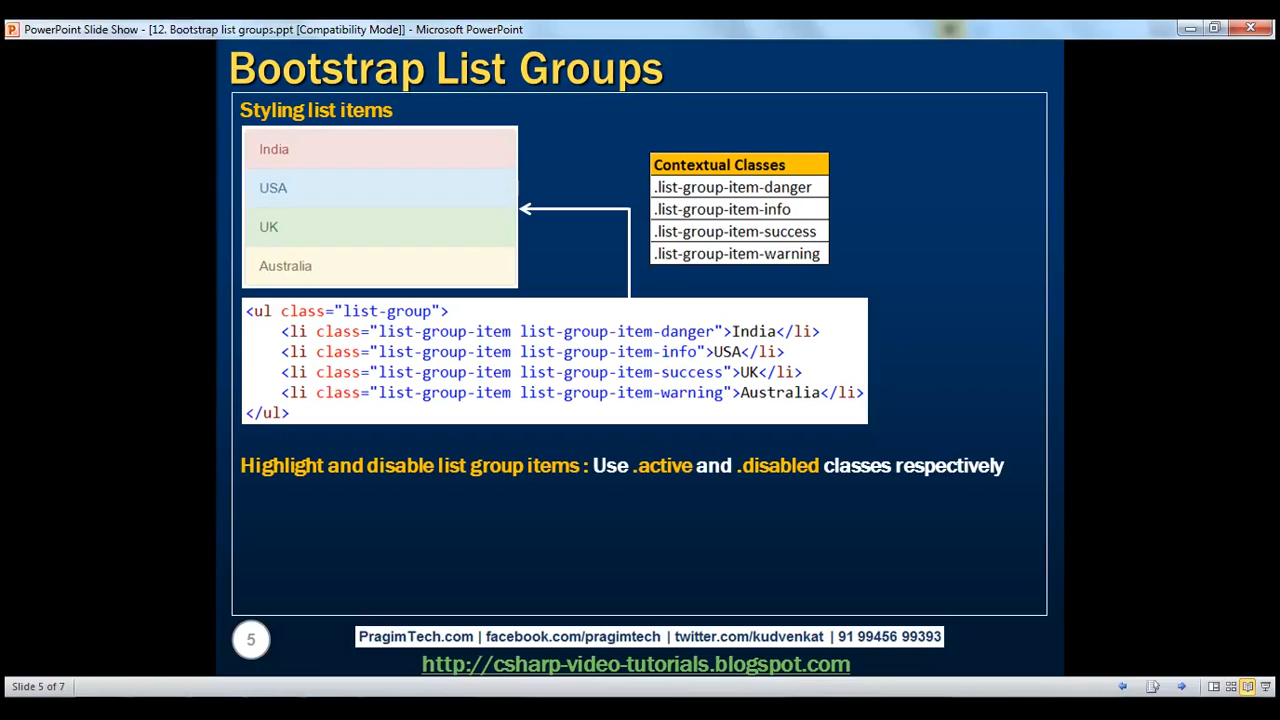 PowerPoint Slide Show - [12. Bootstrap list groups.ppt [Compatibility Mode]] - Microsoft PowerPoint
Bootstrap List Groups
Styling list items
India
USA
UK
Australia
Contextual Classes
.list-group-item-danger
.list-group-item-info
.list-group-item-success
.list-group-item-warning
<ul class="list-group">
<li class="list-group-item list-group-item-danger">India</li>
<li class="list-group-item list-group-item-info">USA</li>
<li class="list-group-item list-group-item-success">UK</li>
<li class="list-group-item list-group-item-warning">Australia</li>
</ul>
Highlight and disable list group items : Use .active and .disabled classes respectively
5
PragimTech.com | facebook.com/pragimtech | twitter.com/kudvenkat | 91 99456 99393
http://csharp-video-tutorials.blogspot.com
Slide 5 of 7